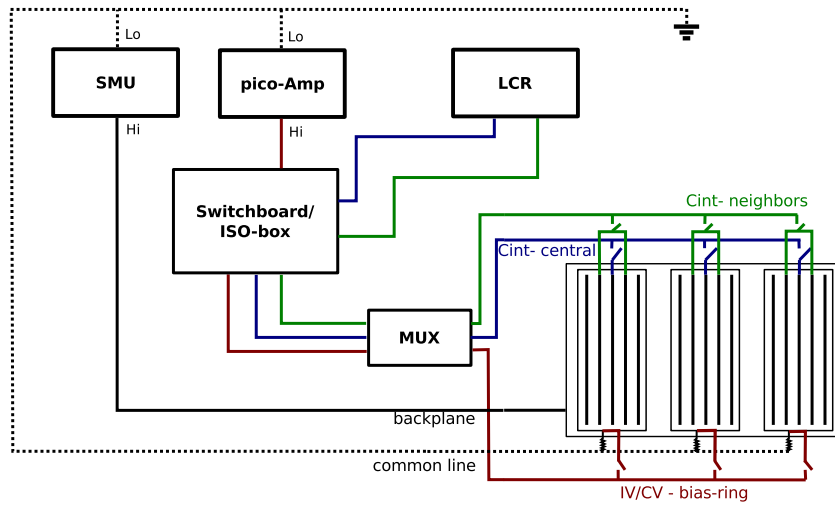 Lo
Lo
SMU
pico-Amp
LCR
Hi
Hi
Switchboard/
ISO-box
Cint- neighbors
Cint- central
MUX
backplane
common line
IV/CV - bias-ring